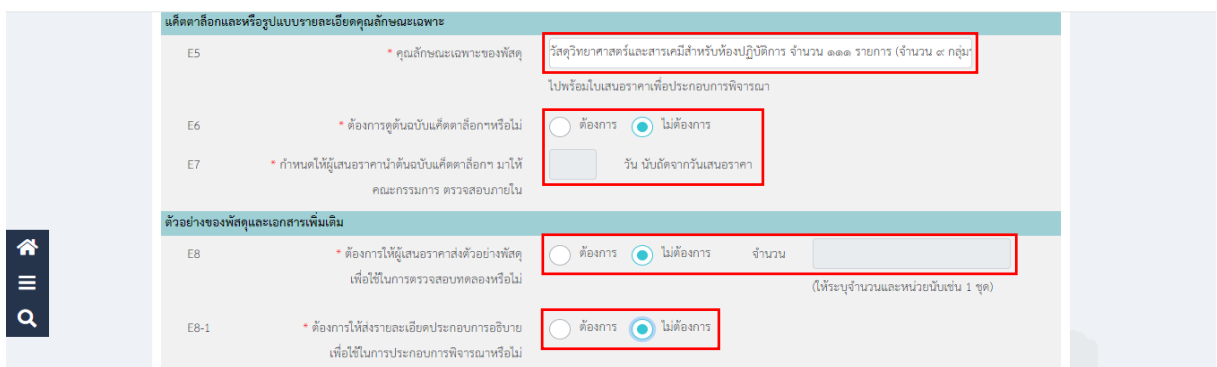 แค็ตตาล็อกและหรือรูปแบบรายละเอียดคุณลักษณะเฉพาะ
E5 * คุณลักษณะเฉพาะของพัสดุ วัสดุวิทยาศาสตร์และสารเคมีสำหรับห้องปฏิบัติการ จำนวน ๑๑๑ รายการ (จำนวน ๙ กลุ่ม
ไปพร้อมใบเสนอราคาเพื่อประกอบการพิจารณา
E6 * ต้องการดูต้นฉบับแค็ตตาล็อกฯหรือไม่ ต้องการ ไม่ต้องการ
E7 * กำหนดให้ผู้เสนอราคานำต้นฉบับแค็ตตาล็อกฯ มาให้ วัน นับถัดจากวันเสนอราคา
คณะกรรมการ ตรวจสอบภายใน
ตัวอย่างของพัสดุและเอกสารเพิ่มเติม
E8 * ต้องการให้ผู้เสนอราคาส่งตัวอย่างพัสดุ ต้องการ ไม่ต้องการ จำนวน
เพื่อใช้ในการตรวจสอบทดลองหรือไม่ (ให้ระบุจำนวนและหน่วยนับเช่น 1 ชุด)
E8-1 * ต้องการให้ส่งรายละเอียดประกอบการอธิบาย ต้องการ ไม่ต้องการ
เพื่อใช้ในการประกอบการพิจารณาหรือไม่